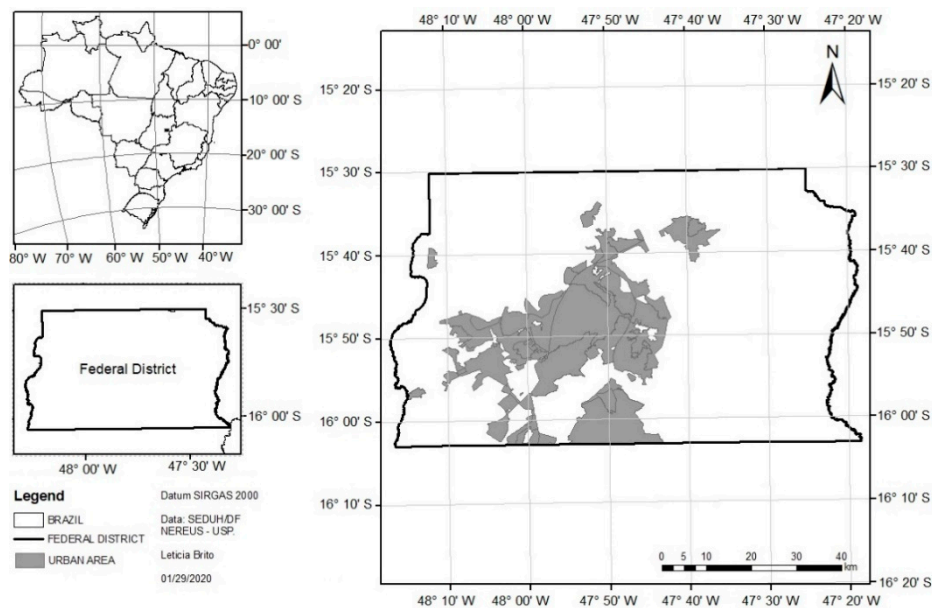 0° 00'
10° 00' S
20° 00' S
30° 00' S
80° W 70° W 60° W 50° W 40° W
15° 30' S
Federal District
16° 00' S
48° 00' W 47° 30' W
Legend
BRAZIL
FEDERAL DISTRICT
URBAN AREA
Datum SIRGAS 2000
Data: SEDUH/DF
NEREUS - USP.
Leticia Brito
01/29/2020
48° 10' W 48° 00' W 47° 50' W 47° 40' W 47° 30' W 47° 20' W
N
15° 20' S 15° 20' S
15° 30' S 15° 30' S
15° 40' S 15° 40' S
15° 50' S 15° 50' S
16° 00' S 16° 00' S
16° 10' S 16° 10' S
0 5 10 20 30 40
km
16° 20' S
48° 10' W 48° 00' W 47° 50' W 47° 40' W 47° 30' W 47° 20' W